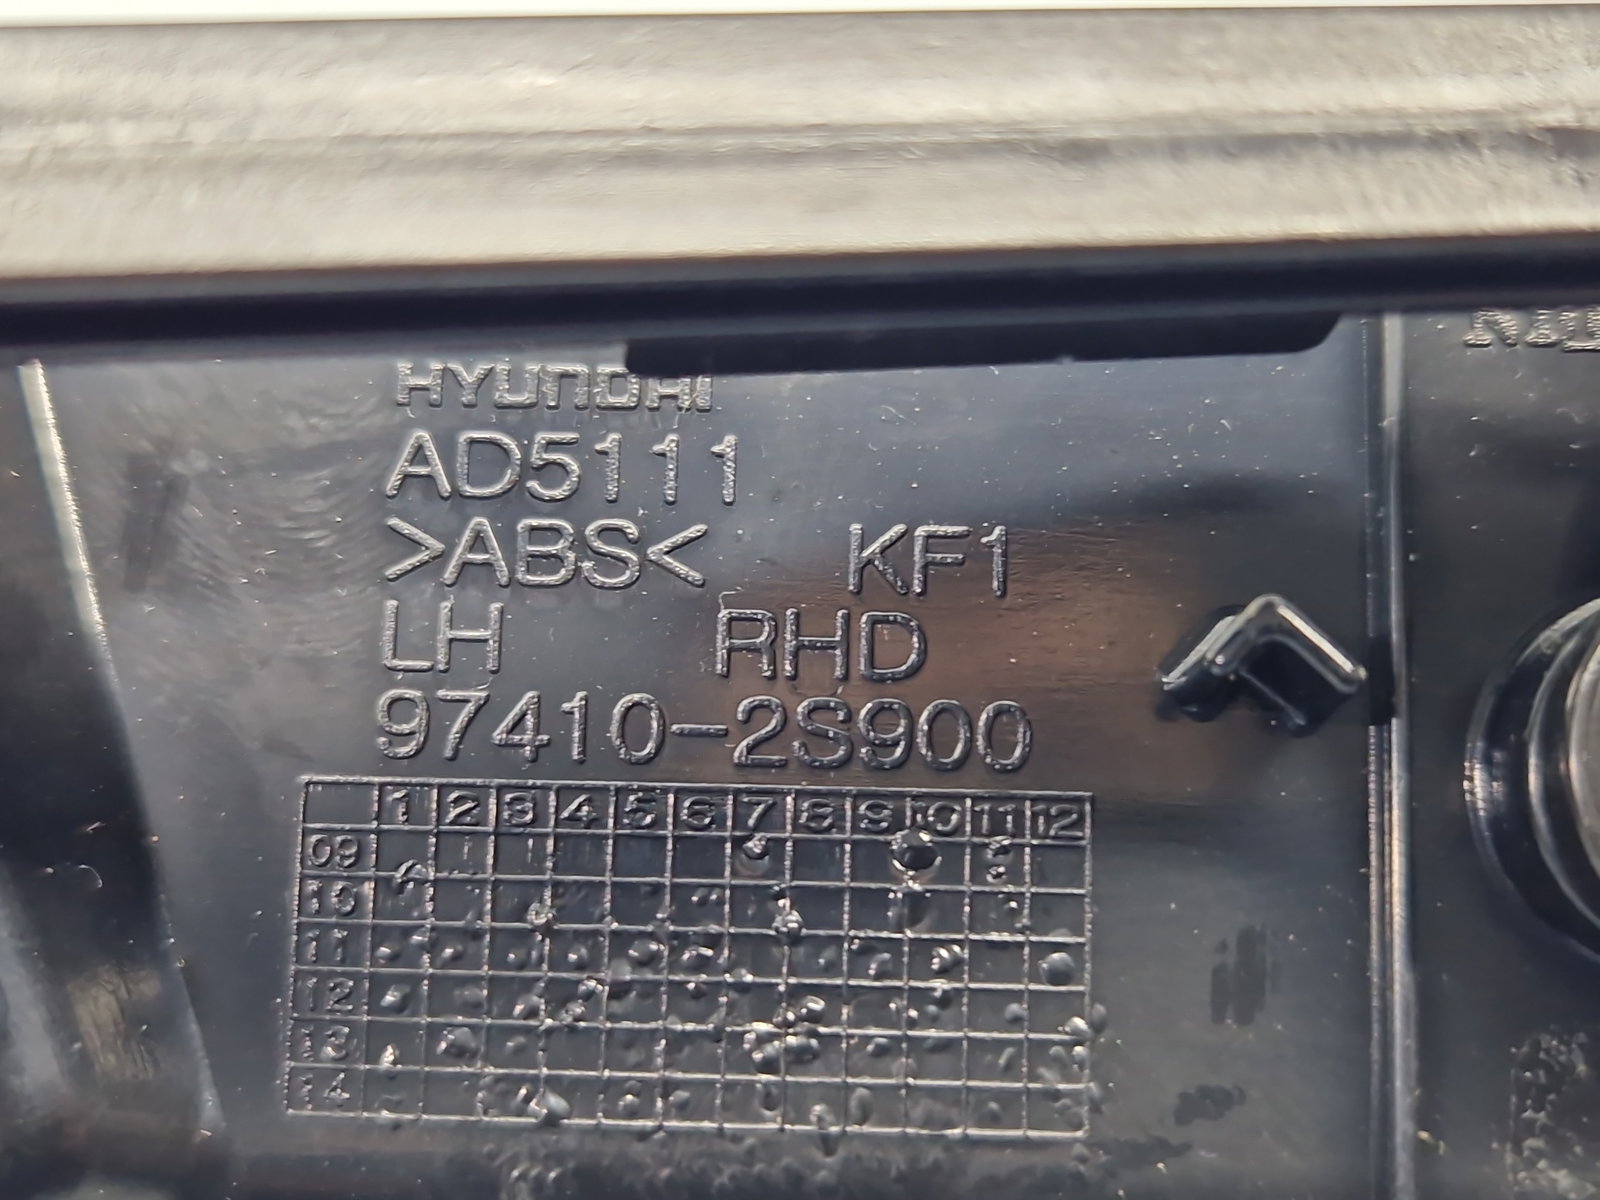 HYUNDAI
AD5111
>ABS< KF1
LH RHD
97410-2S900
1 2 3 4 5 6 7 8 9 10 11 12
09
10
11
12
13
14